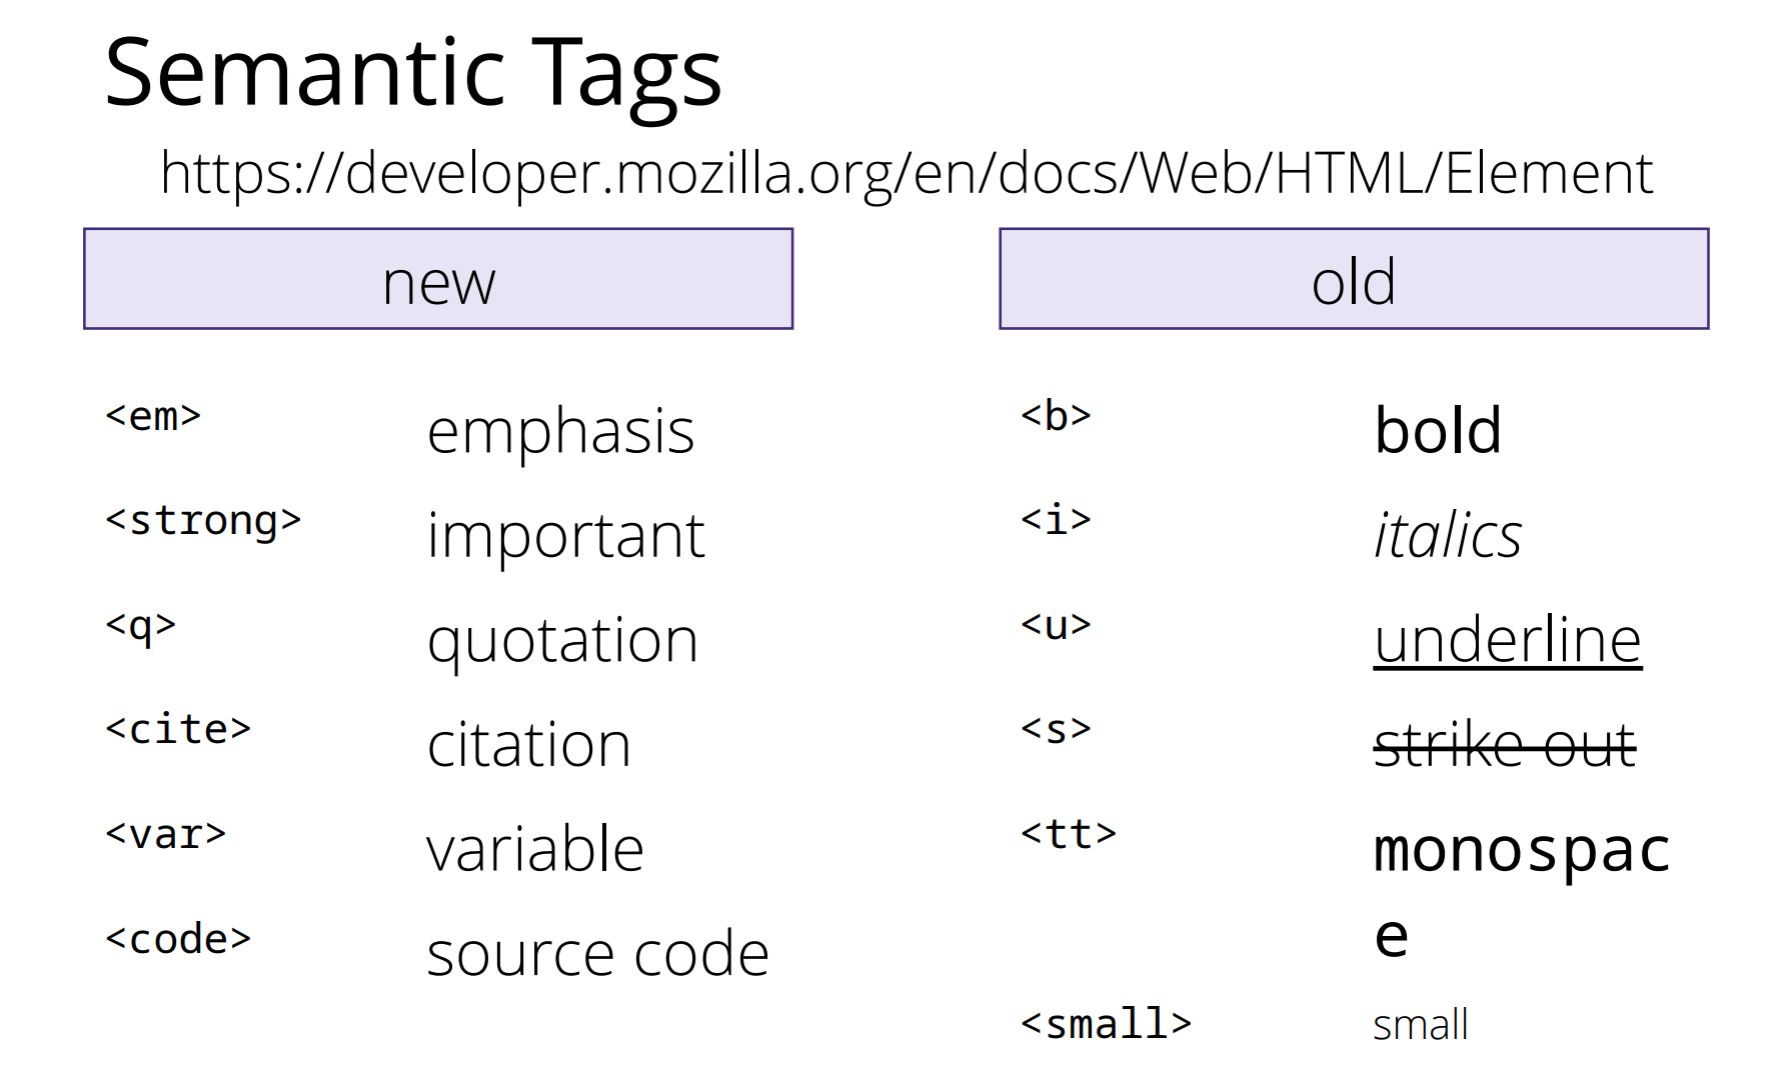 Semantic Tags
https://developer.mozilla.org/en/docs/Web/HTML/Element
new
<em> emphasis
<strong> important
<q> quotation
<cite> citation
<var> variable
<code> source code
old
<b> bold
<i> italics
<u> underline
<s> strike out
<tt> monospac
e
<small> small